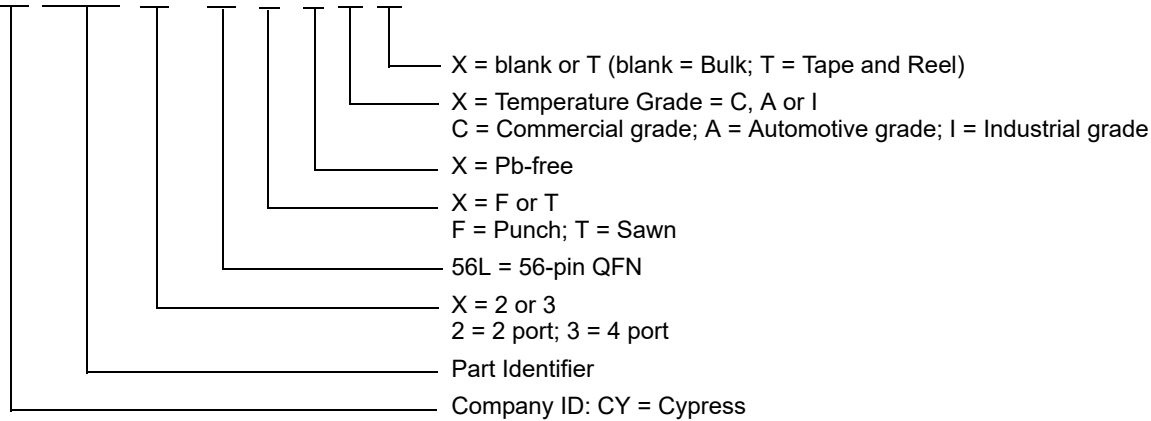 X = blank or T (blank = Bulk; T = Tape and Reel)
X = Temperature Grade = C, A or I
C = Commercial grade; A = Automotive grade; I = Industrial grade
X = Pb-free
X = F or T
F = Punch; T = Sawn
56L = 56-pin QFN
X = 2 or 3
2 = 2 port; 3 = 4 port
Part Identifier
Company ID: CY = Cypress